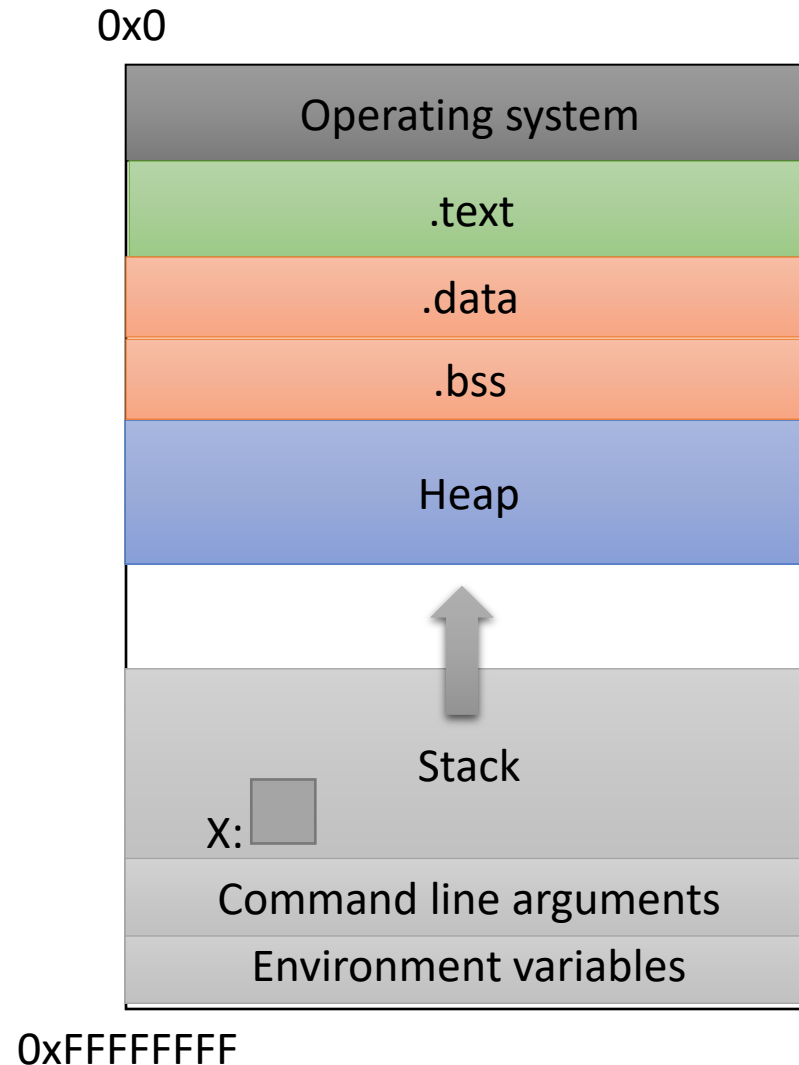 0x0
Operating system
.text
.data
.bss
Heap
Stack
X:
Command line arguments
Environment variables
0xFFFFFFFF